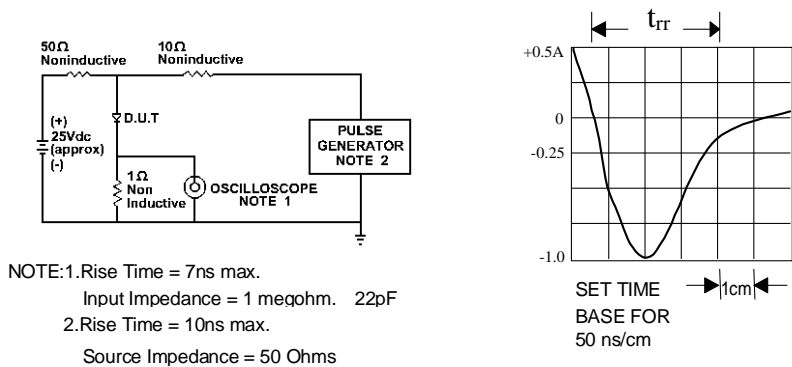 50Ω
Noninductive
10Ω
Noninductive
(+)
25Vdc
(approx)
(-)
D.U.T
1Ω
Non
Inductive
OSCILLOSCOPE
NOTE 1
PULSE
GENERATOR
NOTE 2
NOTE:1.Rise Time = 7ns max.
Input Impedance = 1 megohm. 22pF
2.Rise Time = 10ns max.
Source Impedance = 50 Ohms
trr
+0.5A
0
-0.25
-1.0
1cm
SET TIME
BASE FOR
50 ns/cm